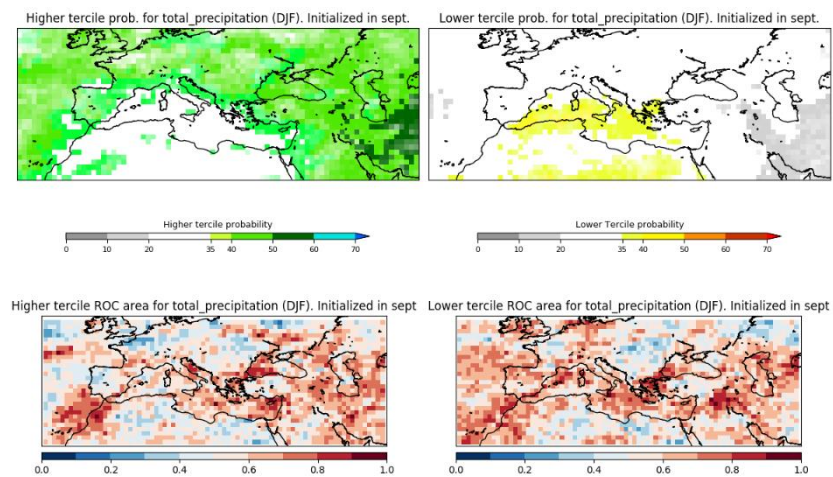 Higher tercile prob. for total_precipitation (DJF). Initialized in sept.
Lower tercile prob. for total_precipitation (DJF). Initialized in sept.
Higher tercile probability
0 10 20 35 40 50 60 70
Lower Tercile probability
0 10 20 35 40 50 60 70
Higher tercile ROC area for total_precipitation (DJF). Initialized in sept
Lower tercile ROC area for total_precipitation (DJF). Initialized in sept
0.0 0.2 0.4 0.6 0.8 1.0
0.0 0.2 0.4 0.6 0.8 1.0